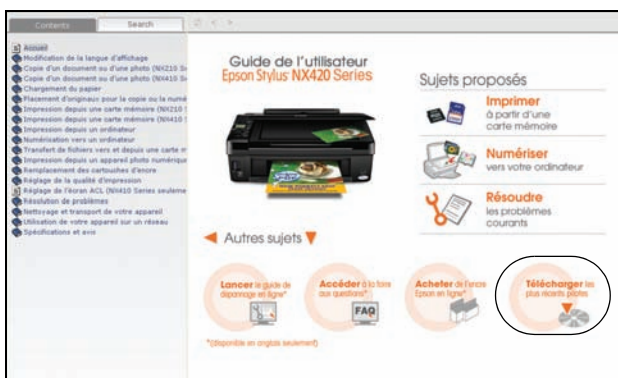 Contents
Search
Accueil
Modification de la langue d'affichage
Copie d'un document ou d'une photo (NX210 Se
Copie d'un document ou d'une photo (NX410 Se
Chargement du papier
Placement d'originaux pour la copie ou la numé
Impression depuis une carte mémoire (NX210 S
Impression depuis une carte mémoire (NX410 S
Impression depuis un ordinateur
Numérisation vers un ordinateur
Transfert de fichiers vers et depuis une carte m
Impression depuis un appareil photo numérique
Remplacement des cartouches d'encre
Réglage de la qualité d'impression
Réglage de l'écran ACL (NX410 Series seuleme
Résolution de problèmes
Nettoyage et transport de votre appareil
Utilisation de votre appareil sur un réseau
Spécifications et avis
Guide de l'utilisateur
Epson Stylus NX420 Series
Sujets proposés
Imprimer
à partir d'une
carte mémoire
Numériser
vers votre ordinateur
Résoudre
les problèmes
courants
Autres sujets
Lancer le guide de
dépannage en ligne*
Accéder à la foire
aux questions*
FAQ
Acheter de l'encre
Epson en ligne*
Télécharger les
plus récents pilotes
*(disponible en anglais seulement)